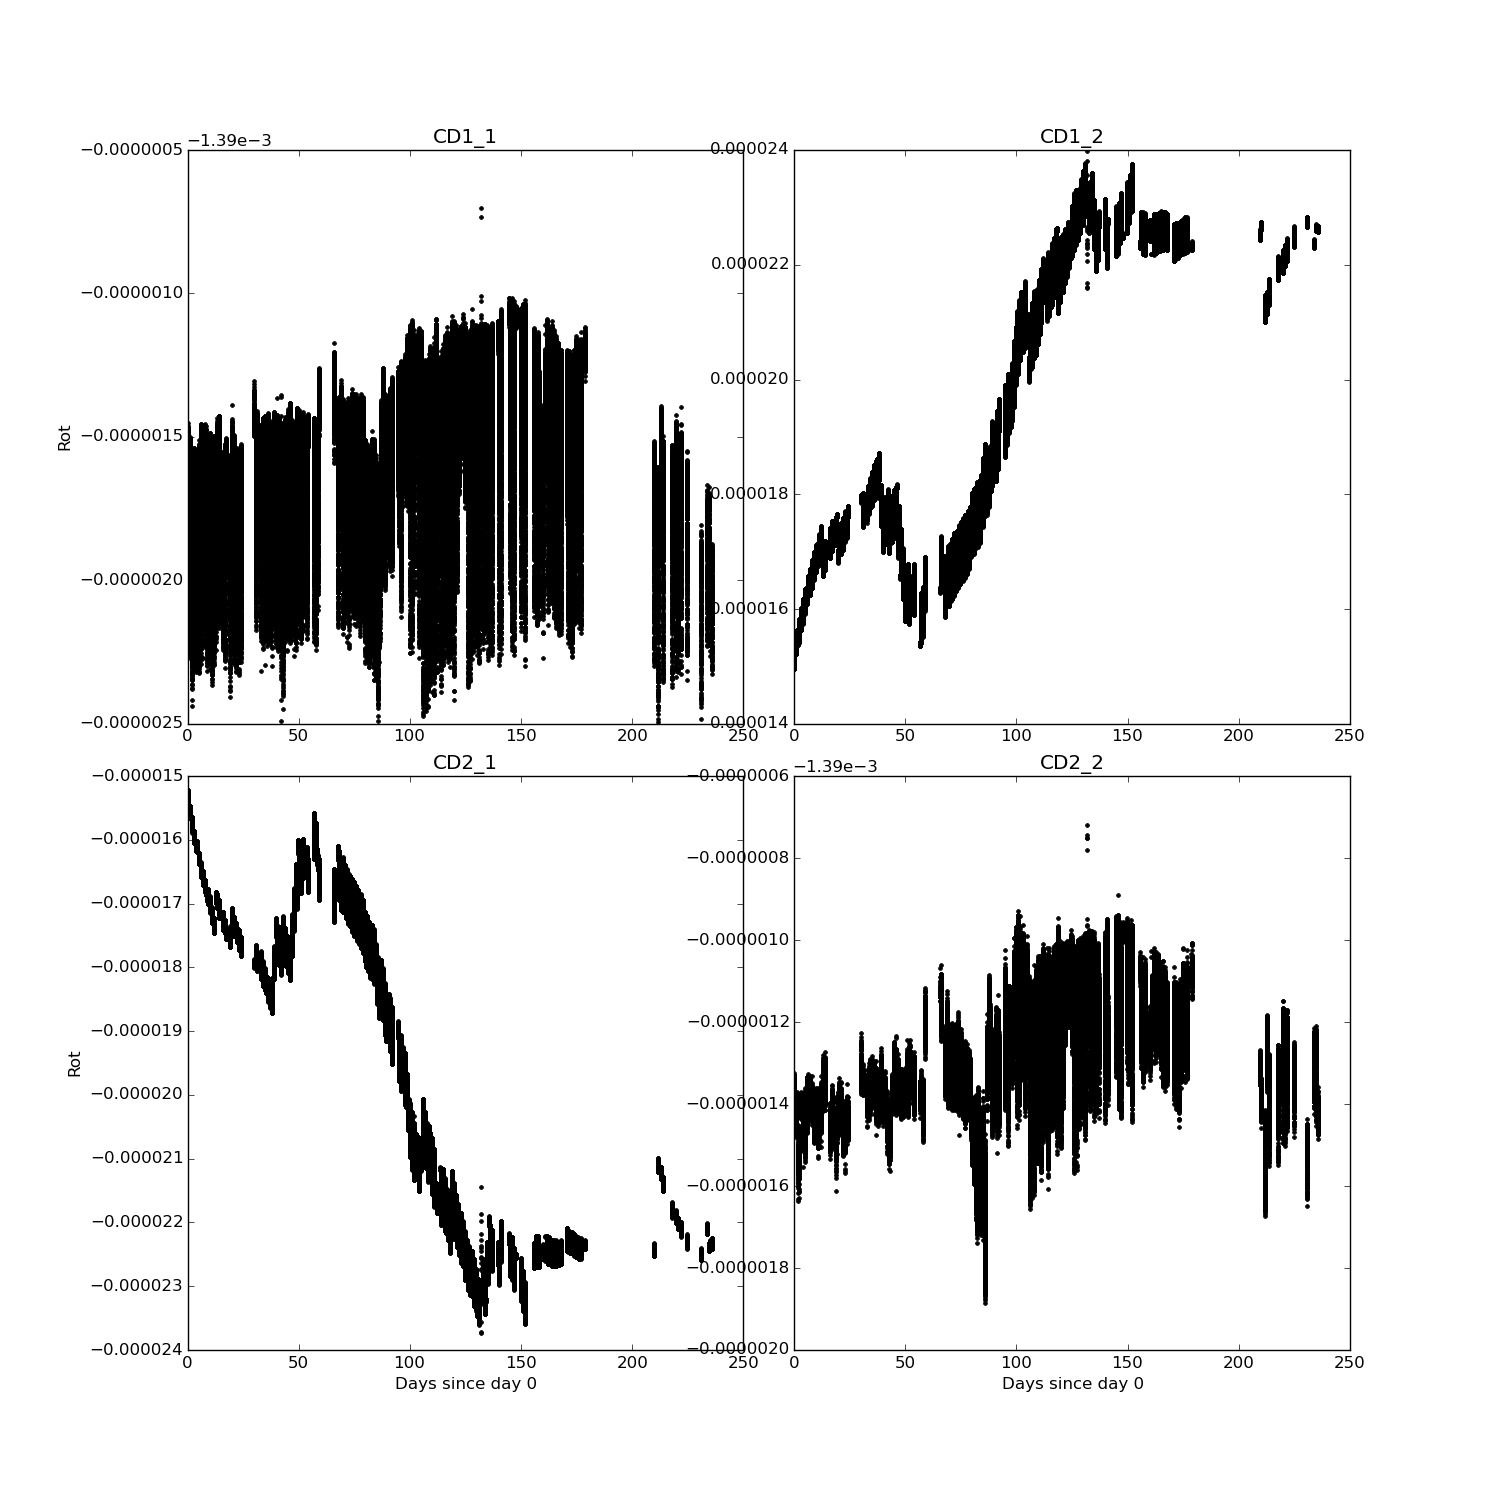 CD1_1
−1.39e−3
−0.0000005
−0.0000010
−0.0000015
−0.0000020
−0.0000025
Rot
0 50 100 150 200 250
CD1_2
0.000024
0.000022
0.000020
0.000018
0.000016
0.000014
0 50 100 150 200 250
CD2_1
−0.000015
−0.000016
−0.000017
−0.000018
−0.000019
−0.000020
−0.000021
−0.000022
−0.000023
−0.000024
Rot
0 50 100 150 200 250
Days since day 0
CD2_2
−1.39e−3
−0.0000006
−0.0000008
−0.0000010
−0.0000012
−0.0000014
−0.0000016
−0.0000018
−0.0000020
0 50 100 150 200 250
Days since day 0